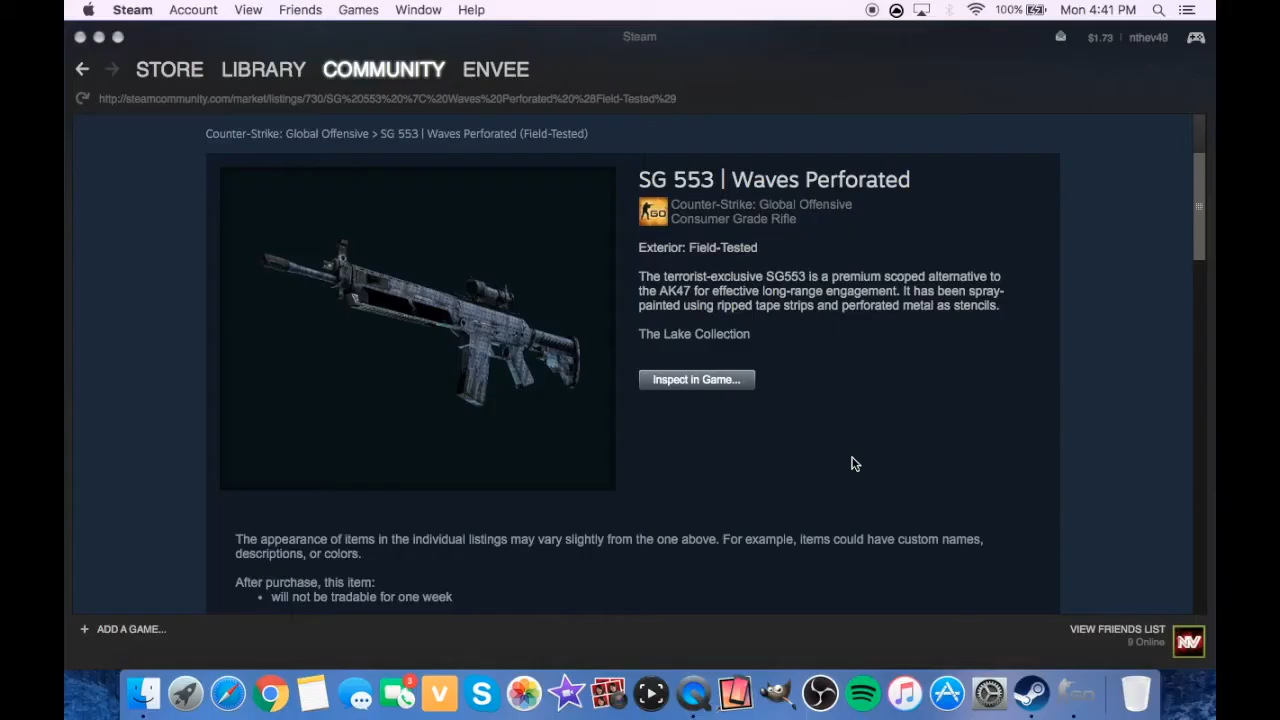 Steam Account View Friends Games Window Help 100% Mon 4:41 PM
Steam
$1.73 nthev49
STORE LIBRARY COMMUNITY ENVEE
http://steamcommunity.com/market/listings/730/SG%20553%20%7C%20Waves%20Perforated%20%28Field-Tested%29
Counter-Strike: Global Offensive > SG 553 | Waves Perforated (Field-Tested)
SG 553 | Waves Perforated
GO
Counter-Strike: Global Offensive
Consumer Grade Rifle
Exterior: Field-Tested
The terrorist-exclusive SG553 is a premium scoped alternative to
the AK47 for effective long-range engagement. It has been spray-
painted using ripped tape strips and perforated metal as stencils.
The Lake Collection
Inspect in Game...
The appearance of items in the individual listings may vary slightly from the one above. For example, items could have custom names,
descriptions, or colors.
After purchase, this item:
• will not be tradable for one week
+ ADD A GAME...
VIEW FRIENDS LIST
9 Online
NV
3
GO